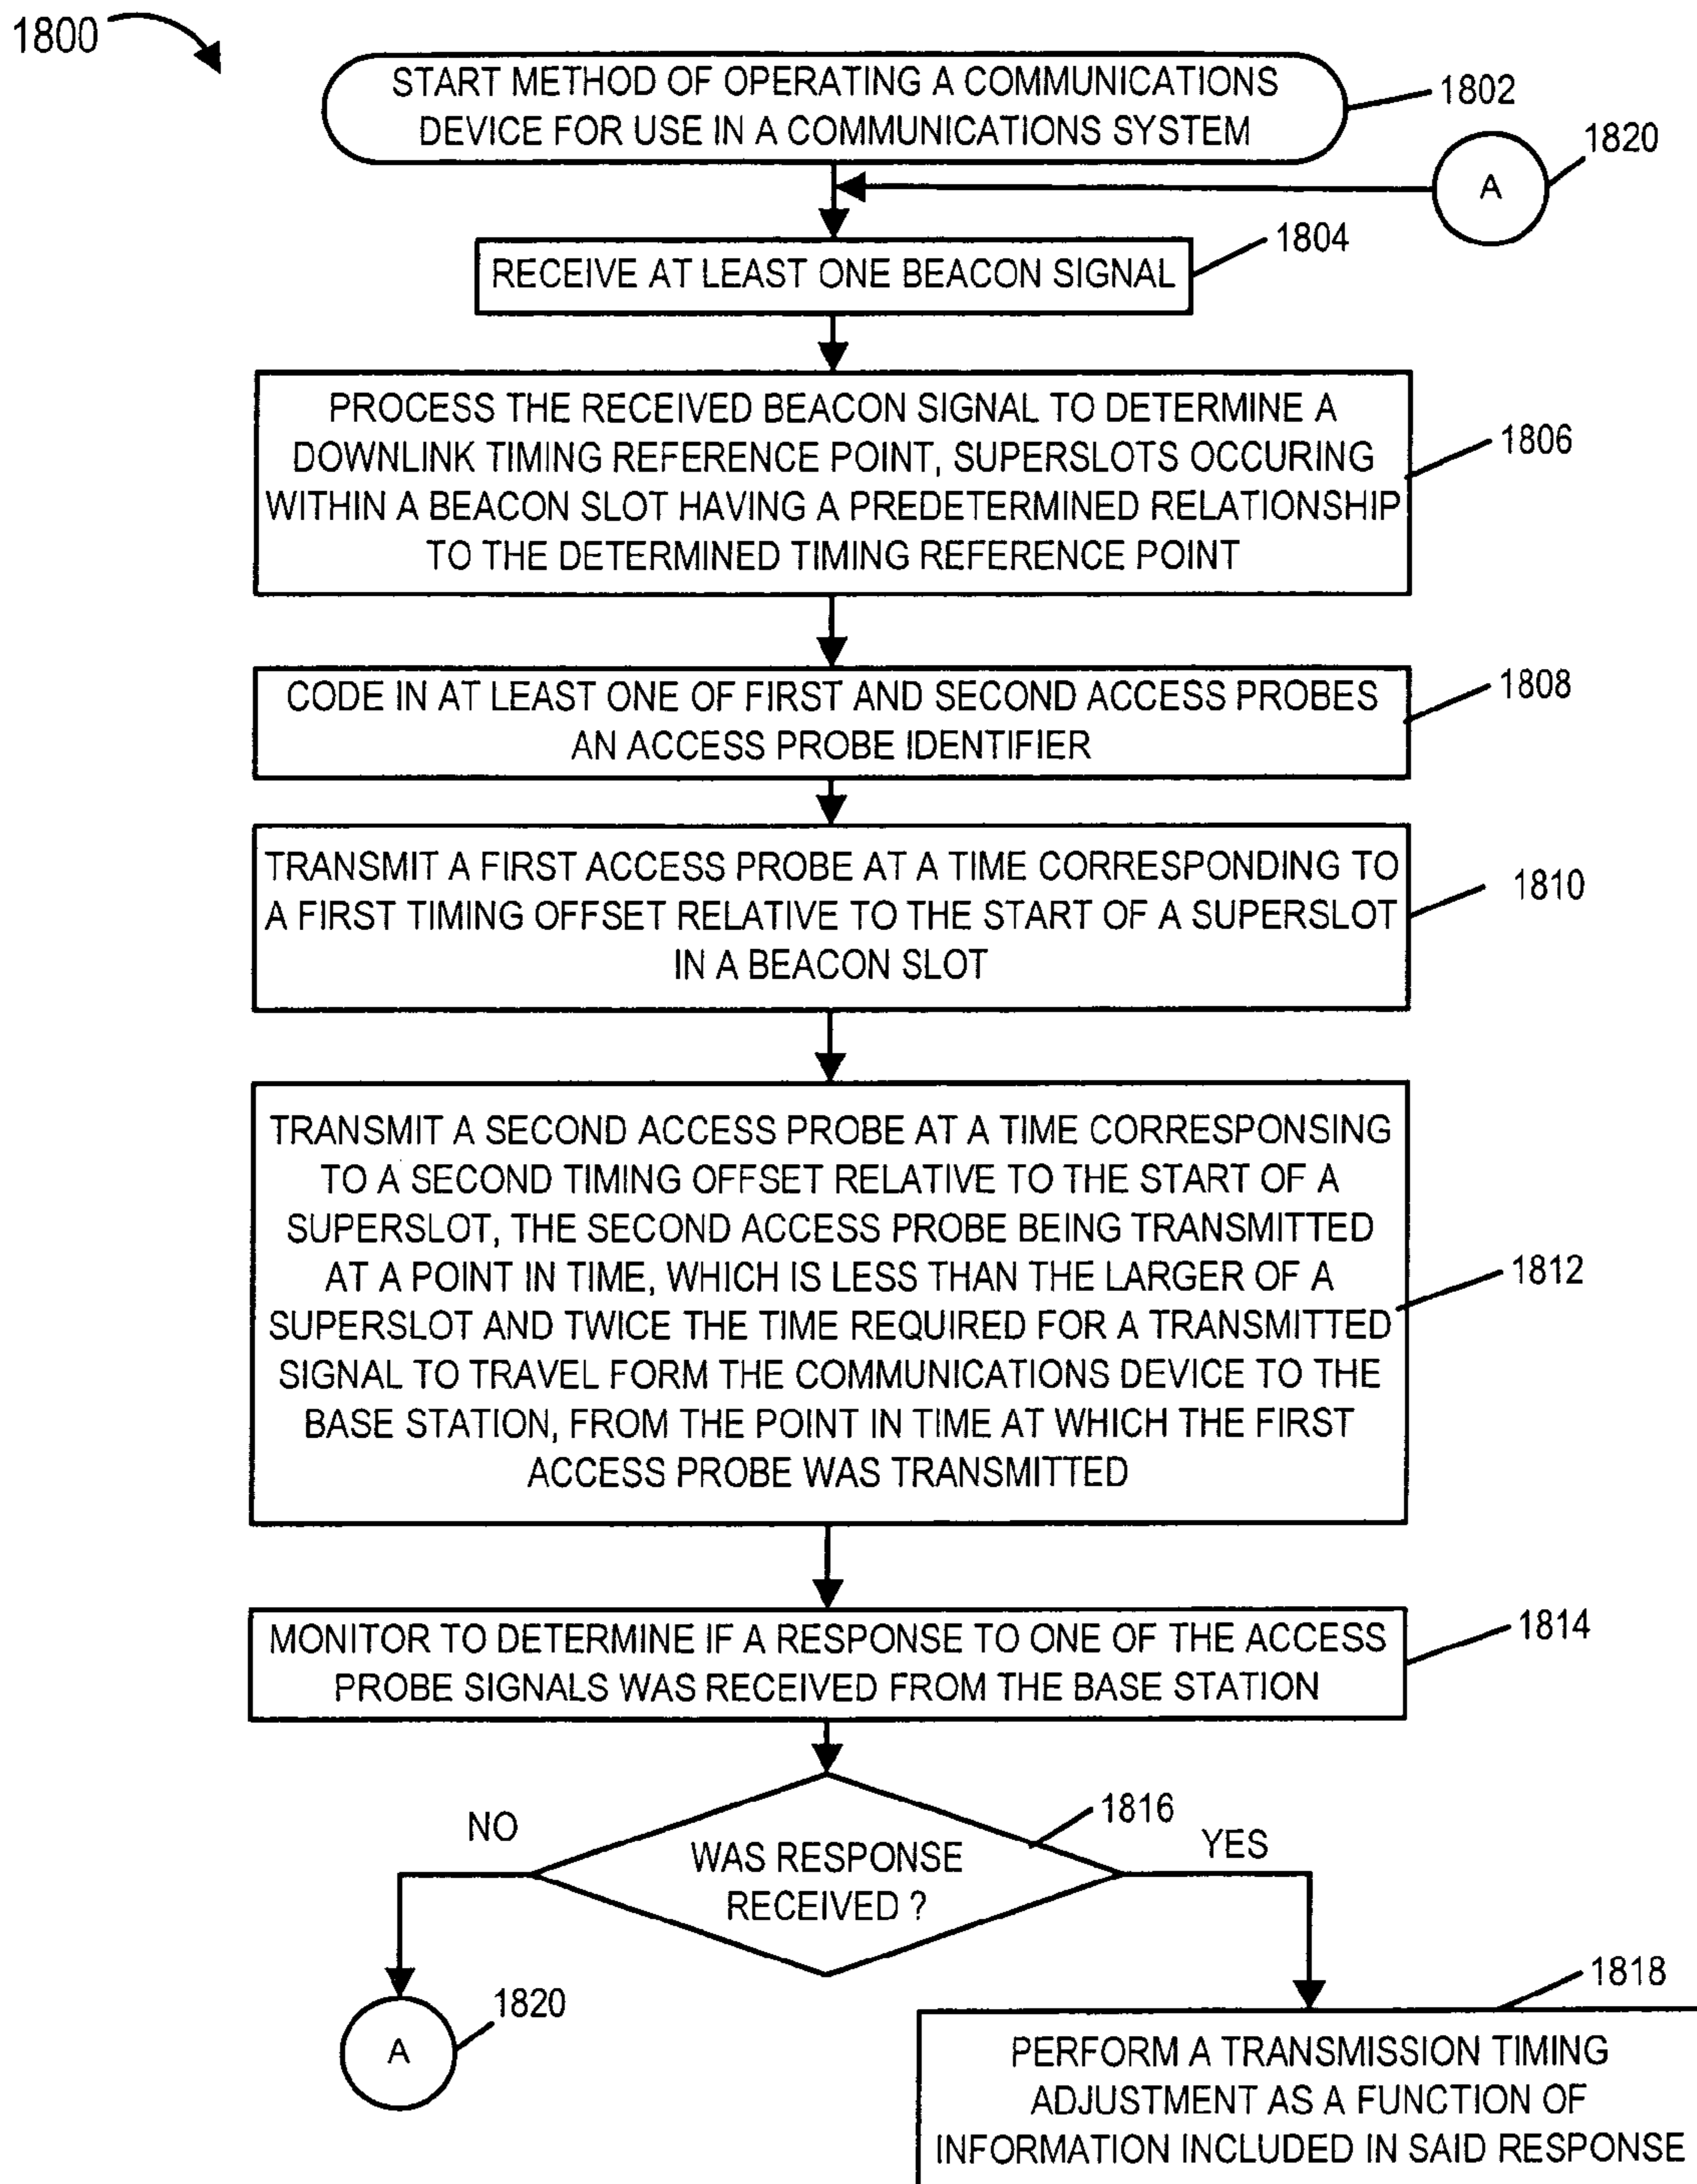 1800
START METHOD OF OPERATING A COMMUNICATIONS
DEVICE FOR USE IN A COMMUNICATIONS SYSTEM
1802
1820
A
1804
RECEIVE AT LEAST ONE BEACON SIGNAL
PROCESS THE RECEIVED BEACON SIGNAL TO DETERMINE A
DOWNLINK TIMING REFERENCE POINT, SUPERSLOTS OCCURING
WITHIN A BEACON SLOT HAVING A PREDETERMINED RELATIONSHIP
TO THE DETERMINED TIMING REFERENCE POINT
1806
CODE IN AT LEAST ONE OF FIRST AND SECOND ACCESS PROBES
AN ACCESS PROBE IDENTIFIER
1808
TRANSMIT A FIRST ACCESS PROBE AT A TIME CORRESPONDING TO
A FIRST TIMING OFFSET RELATIVE TO THE START OF A SUPERSLOT
IN A BEACON SLOT
1810
TRANSMIT A SECOND ACCESS PROBE AT A TIME CORRESPONSING
TO A SECOND TIMING OFFSET RELATIVE TO THE START OF A
SUPERSLOT, THE SECOND ACCESS PROBE BEING TRANSMITTED
AT A POINT IN TIME, WHICH IS LESS THAN THE LARGER OF A
SUPERSLOT AND TWICE THE TIME REQUIRED FOR A TRANSMITTED
SIGNAL TO TRAVEL FORM THE COMMUNICATIONS DEVICE TO THE
BASE STATION, FROM THE POINT IN TIME AT WHICH THE FIRST
ACCESS PROBE WAS TRANSMITTED
1812
MONITOR TO DETERMINE IF A RESPONSE TO ONE OF THE ACCESS
PROBE SIGNALS WAS RECEIVED FROM THE BASE STATION
1814
NO
WAS RESPONSE
RECEIVED ?
1816
YES
1820
A
1818
PERFORM A TRANSMISSION TIMING
ADJUSTMENT AS A FUNCTION OF
INFORMATION INCLUDED IN SAID RESPONSE